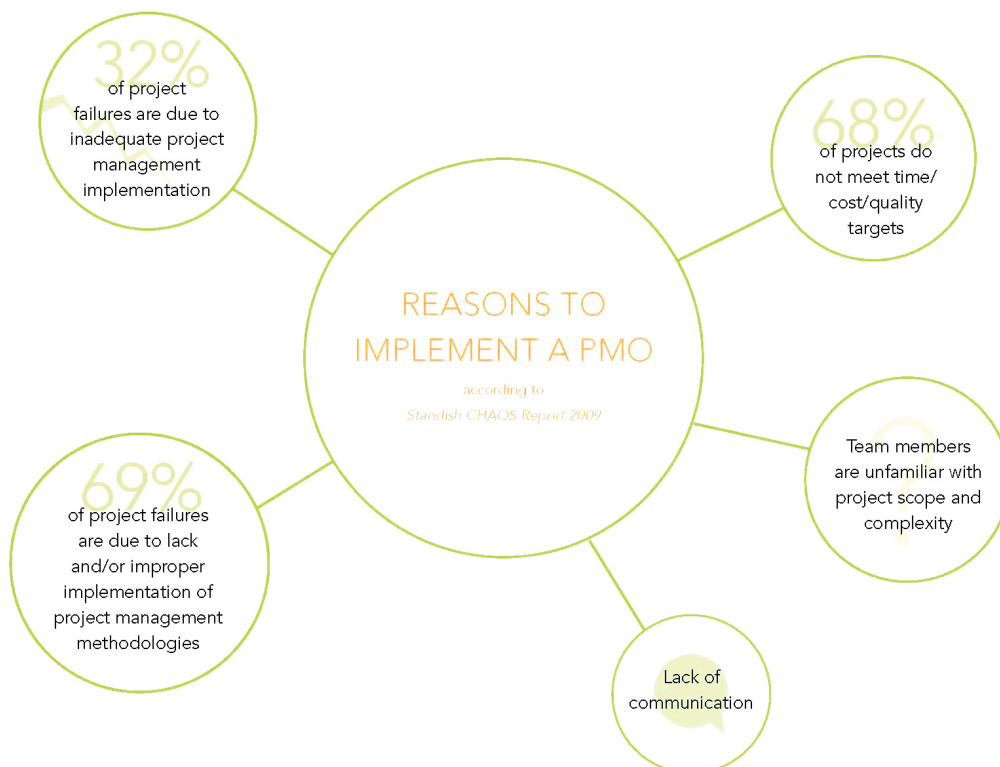 32%
of project
failures are due to
inadequate project
management
implementation
68%
of projects do
not meet time/
cost/quality
targets
REASONS TO
IMPLEMENT A PMO
according to
Standish CHAOS Report 2009
69%
of project failures
are due to lack
and/or improper
implementation of
project management
methodologies
?
Team members
are unfamiliar with
project scope and
complexity
Lack of
communication